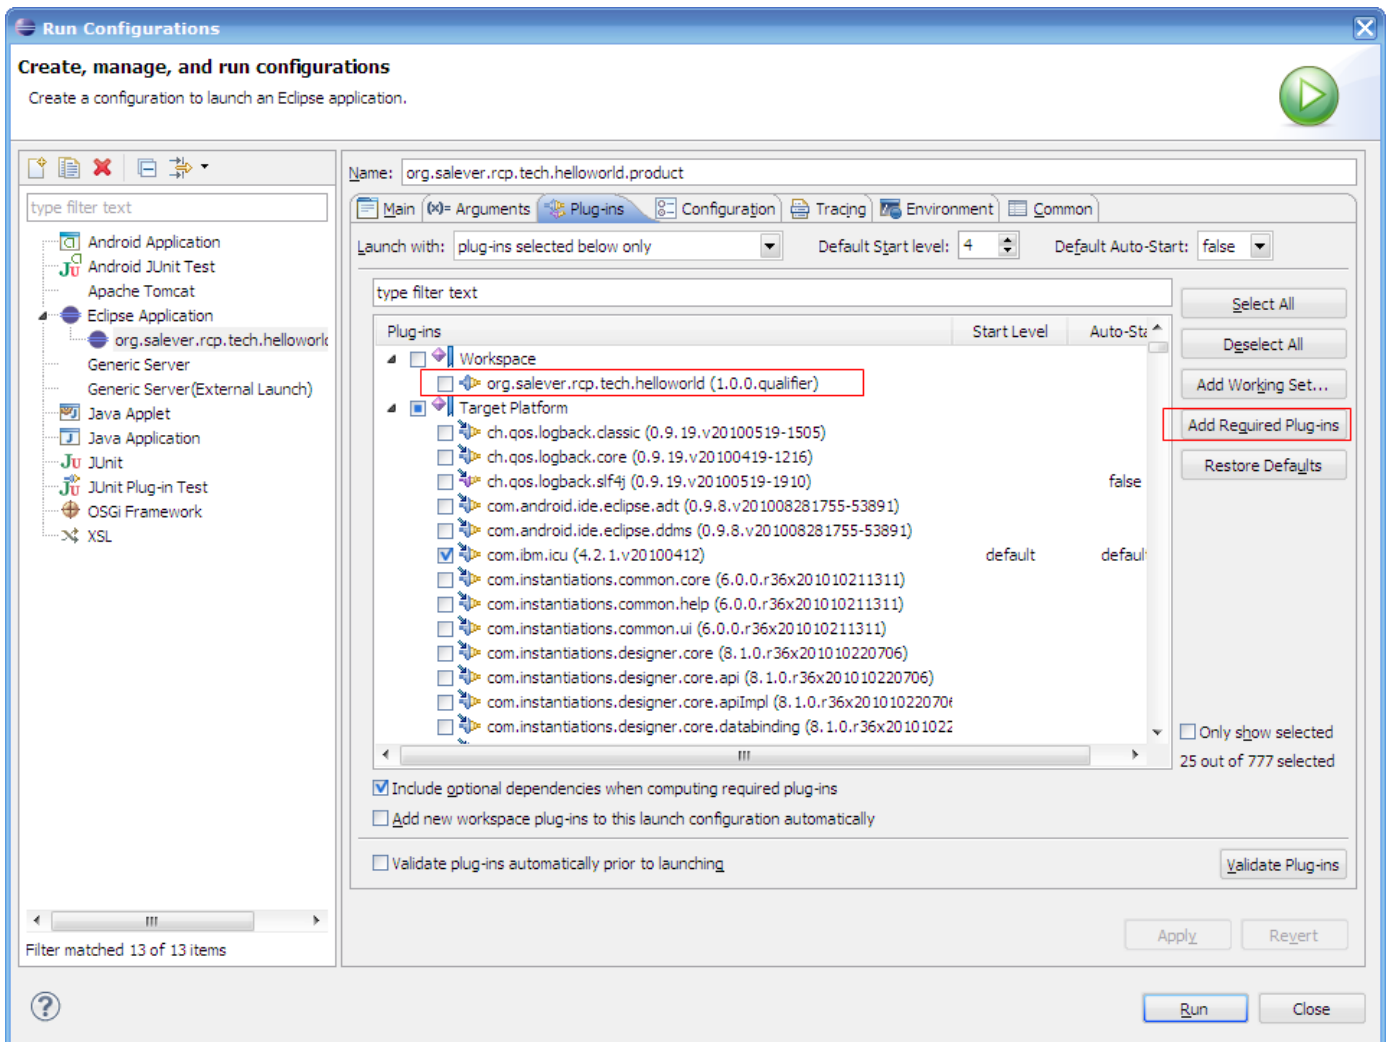 Run Configurations
Create, manage, and run configurations
Create a configuration to launch an Eclipse application.
type filter text
Android Application
Android JUnit Test
Apache Tomcat
Eclipse Application
org.salever.rcp.tech.helloworld
Generic Server
Generic Server(External Launch)
Java Applet
Java Application
JUnit
JUnit Plug-in Test
OSGi Framework
XSL
Filter matched 13 of 13 items
Name: org.salever.rcp.tech.helloworld.product
Main (x)= Arguments Plug-ins Configuration Tracing Environment Common
Launch with: plug-ins selected below only Default Start level: 4 Default Auto-Start: false
type filter text
Plug-ins Start Level Auto-Sta
Workspace
org.salever.rcp.tech.helloworld (1.0.0.qualifier)
Target Platform
ch.qos.logback.classic (0.9.19.v20100519-1505)
ch.qos.logback.core (0.9.19.v20100419-1216)
ch.qos.logback.slf4j (0.9.19.v20100519-1910) false
com.android.ide.eclipse.adt (0.9.8.v201008281755-53891)
com.android.ide.eclipse.ddms (0.9.8.v201008281755-53891)
com.ibm.icu (4.2.1.v20100412) default defaul
com.instantiations.common.core (6.0.0.r36x201010211311)
com.instantiations.common.help (6.0.0.r36x201010211311)
com.instantiations.common.ui (6.0.0.r36x201010211311)
com.instantiations.designer.core (8.1.0.r36x201010220706)
com.instantiations.designer.core.api (8.1.0.r36x201010220706)
com.instantiations.designer.core.apiImpl (8.1.0.r36x201010220706
com.instantiations.designer.core.databinding (8.1.0.r36x20101022
Select All
Deselect All
Add Working Set...
Add Required Plug-ins
Restore Defaults
Only show selected
25 out of 777 selected
Include optional dependencies when computing required plug-ins
Add new workspace plug-ins to this launch configuration automatically
Validate plug-ins automatically prior to launching
Validate Plug-ins
Apply Revert
? Run Close